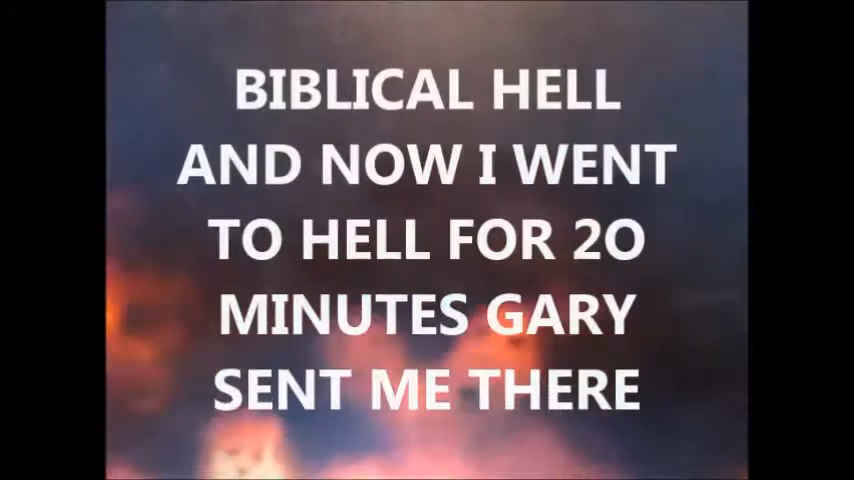 BIBLICAL HELL
AND NOW I WENT
TO HELL FOR 20
MINUTES GARY
SENT ME THERE